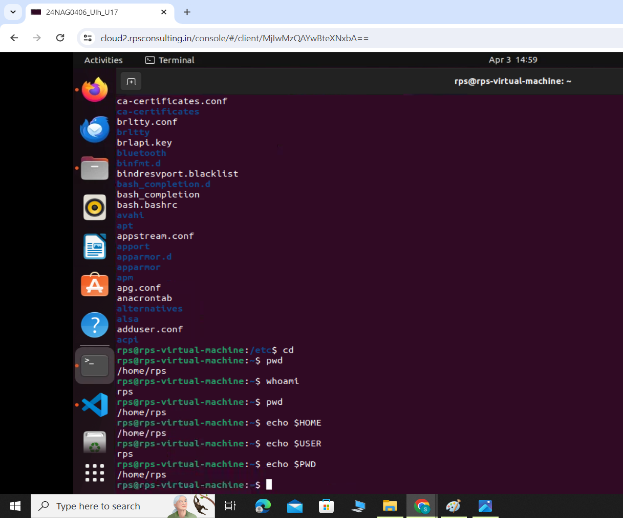 24NAG0406_Ulh_U17
cloud2.rpsconsulting.in/console/#/client/MjIwMzQAYwBteXNxbA==
Activities
Terminal
Apr 3 14:59
rps@rps-virtual-machine: ~
ca-certificates.conf
ca-certificates
brltty.conf
brltty
brlapi.key
bluetooth
binfmt.d
bindresvport.blacklist
bash_completion.d
bash_completion
bash.bashrc
avahi
apt
appstream.conf
apport
apparmor.d
apparmor
apm
apg.conf
anacrontab
alternatives
alsa
adduser.conf
acpi
rps@rps-virtual-machine:/etc$ cd
rps@rps-virtual-machine:~$ pwd
/home/rps
rps@rps-virtual-machine:~$ whoami
rps
rps@rps-virtual-machine:~$ pwd
/home/rps
rps@rps-virtual-machine:~$ echo $HOME
/home/rps
rps@rps-virtual-machine:~$ echo $USER
rps
rps@rps-virtual-machine:~$ echo $PWD
/home/rps
rps@rps-virtual-machine:~$
Type here to search